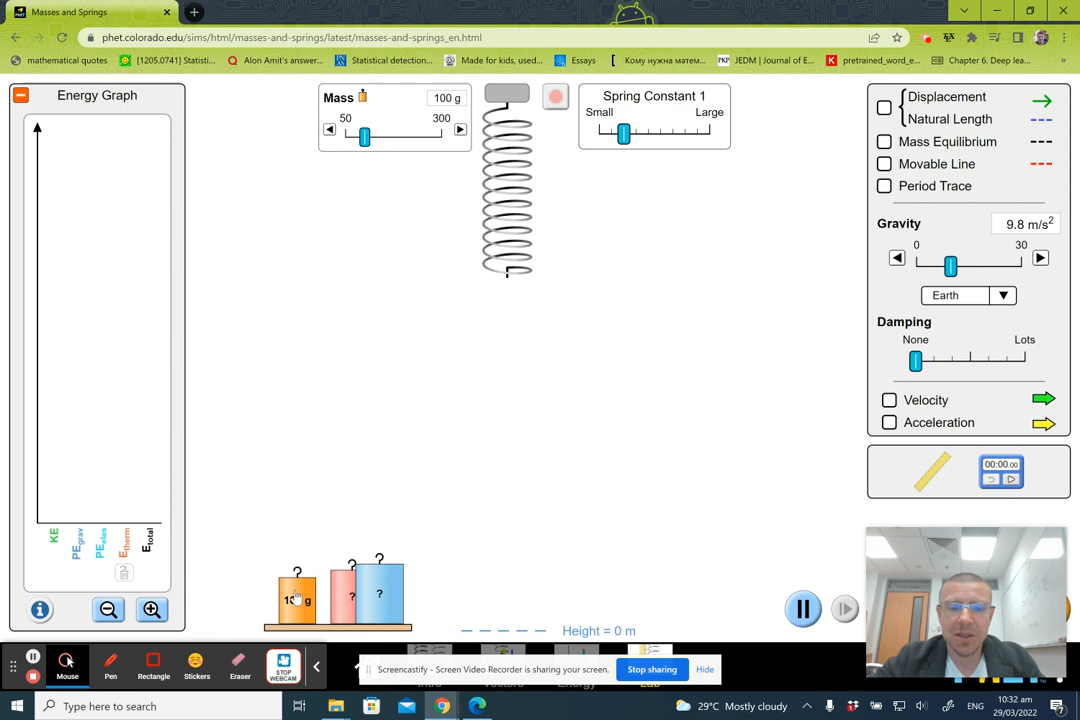 Masses and Springs
phet.colorado.edu/sims/html/masses-and-springs/latest/masses-and-springs_en.html
mathematical quotes
[1205.0741] Statisti...
Alon Amit's answer...
Statistical detection...
Made for kids, used...
Essays
Кому нужна матем...
JEDM | Journal of E...
pretrained_word_e...
Chapter 6. Deep lea...
Energy Graph
KE
PEgrav
PEelas
Etherm
Etotal
Mass
100 g
50
300
Spring Constant 1
Small
Large
Displacement
Natural Length
Mass Equilibrium
Movable Line
Period Trace
Gravity
9.8 m/s²
0
30
Earth
Damping
None
Lots
Velocity
Acceleration
00:00.00
?
?
?
?
?
Height = 0 m
Mouse
Pen
Rectangle
Stickers
Eraser
STOP
WEBCAM
Screencastify - Screen Video Recorder is sharing your screen.
Stop sharing
Hide
Type here to search
29°C Mostly cloudy
ENG
10:32 am
29/03/2022
7